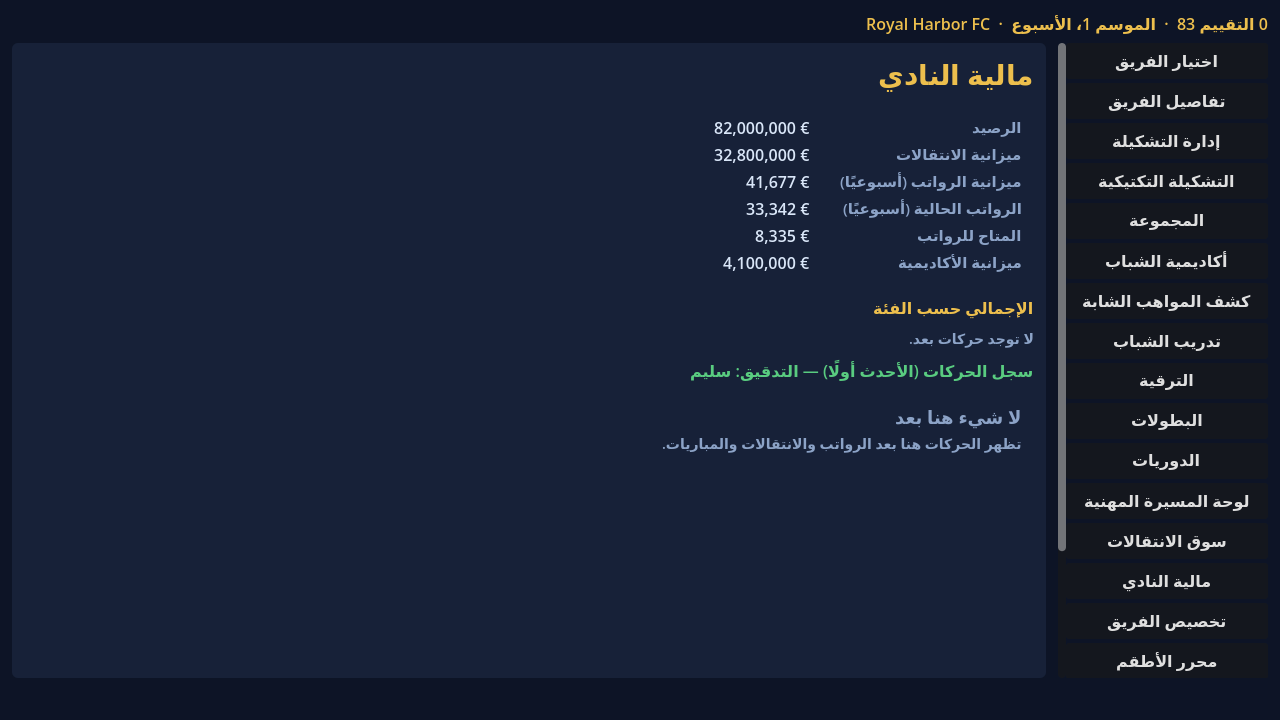 Royal Harbor FC · الموسم 1، الأسبوع 0 التقييم 83 ·
اختيار الفريق
تفاصيل الفريق
إدارة التشكيلة
التشكيلة التكتيكية
المجموعة
أكاديمية الشباب
كشف المواهب الشابة
تدريب الشباب
الترقية
البطولات
الدوريات
لوحة المسيرة المهنية
سوق الانتقالات
مالية النادي
تخصيص الفريق
محرر الأطقم
مالية النادي
الرصيد 82,000,000 €
ميزانية الانتقالات 32,800,000 €
ميزانية الرواتب (أسبوعيًا) 41,677 €
الرواتب الحالية (أسبوعيًا) 33,342 €
المتاح للرواتب 8,335 €
ميزانية الأكاديمية 4,100,000 €
الإجمالي حسب الفئة
لا توجد حركات بعد.
سجل الحركات (الأحدث أولًا) — التدقيق: سليم
لا شيء هنا بعد
تظهر الحركات هنا بعد الرواتب والانتقالات والمباريات.